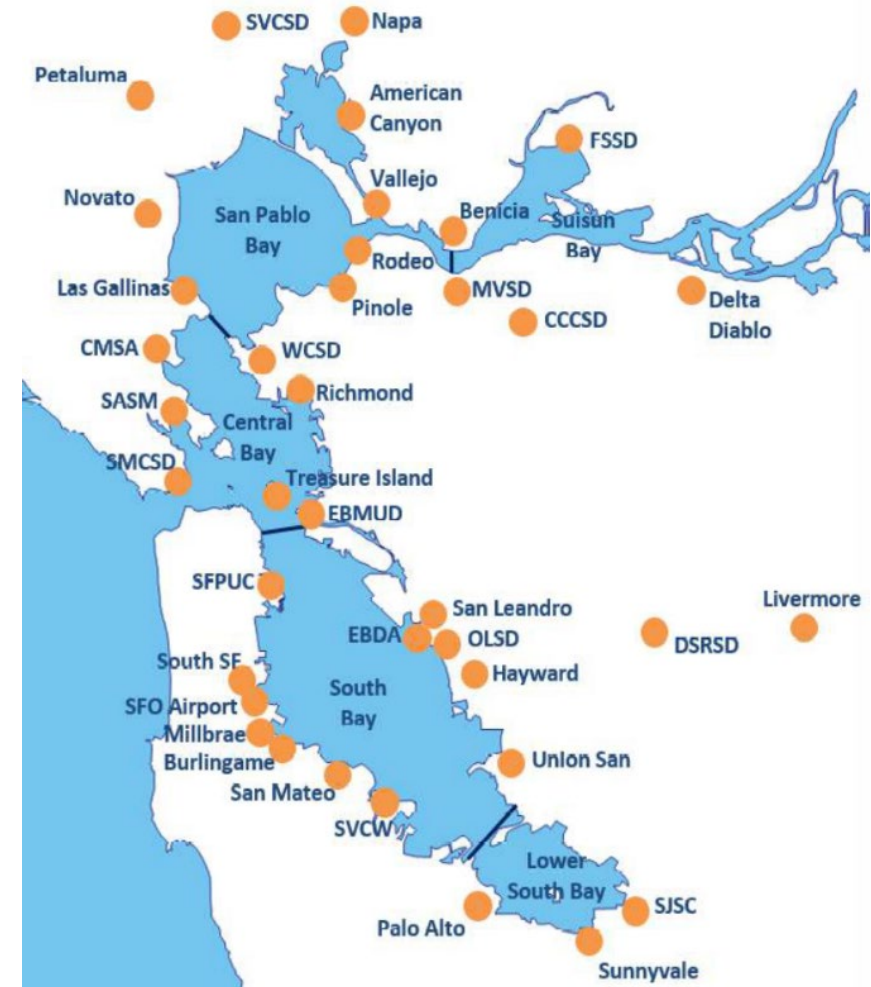 SVCSD
Napa
Petaluma
American
Canyon
FSSD
Vallejo
Novato
San Pablo
Bay
Benicia
Suisun
Bay
Rodeo
Las Gallinas
Pinole
MVSD
Delta
Diablo
CCCSD
CMSA
WCSD
Richmond
SASM
Central
Bay
SMCSD
Treasure Island
EBMUD
SFPUC
San Leandro
Livermore
EBDA
OLSD
DSRSD
South SF
Hayward
South
Bay
SFO Airport
Millbrae
Burlingame
Union San
San Mateo
SVCW
Lower
South Bay
Palo Alto
SJSC
Sunnyvale